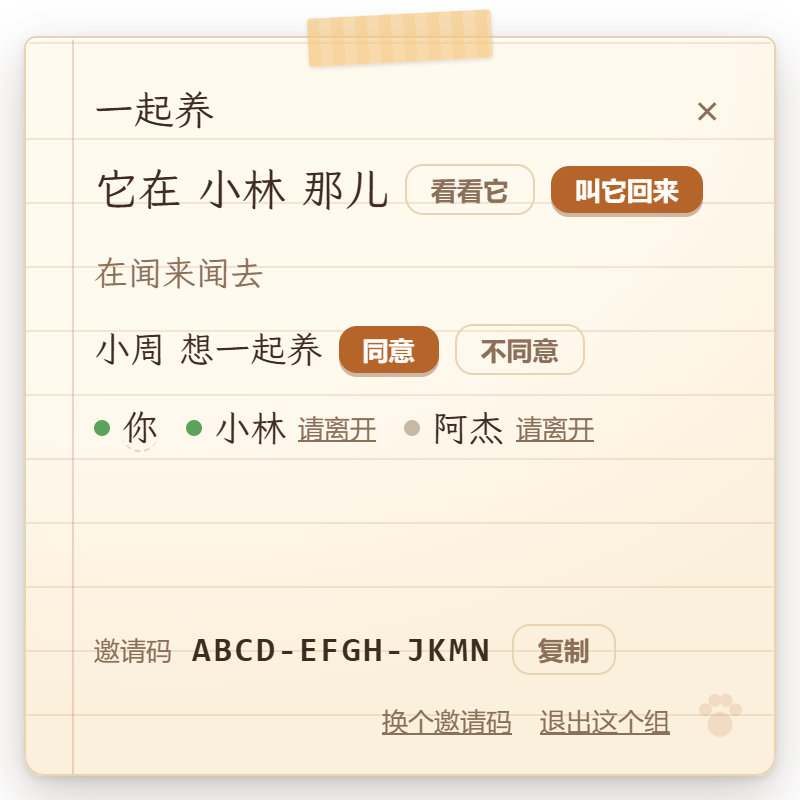 一起养 ×
它在 小林 那儿 看看它 叫它回来
在闻来闻去
小周 想一起养 同意 不同意
你 小林 请离开 阿杰 请离开
邀请码 ABCD-EFGH-JKMN 复制
换个邀请码 退出这个组